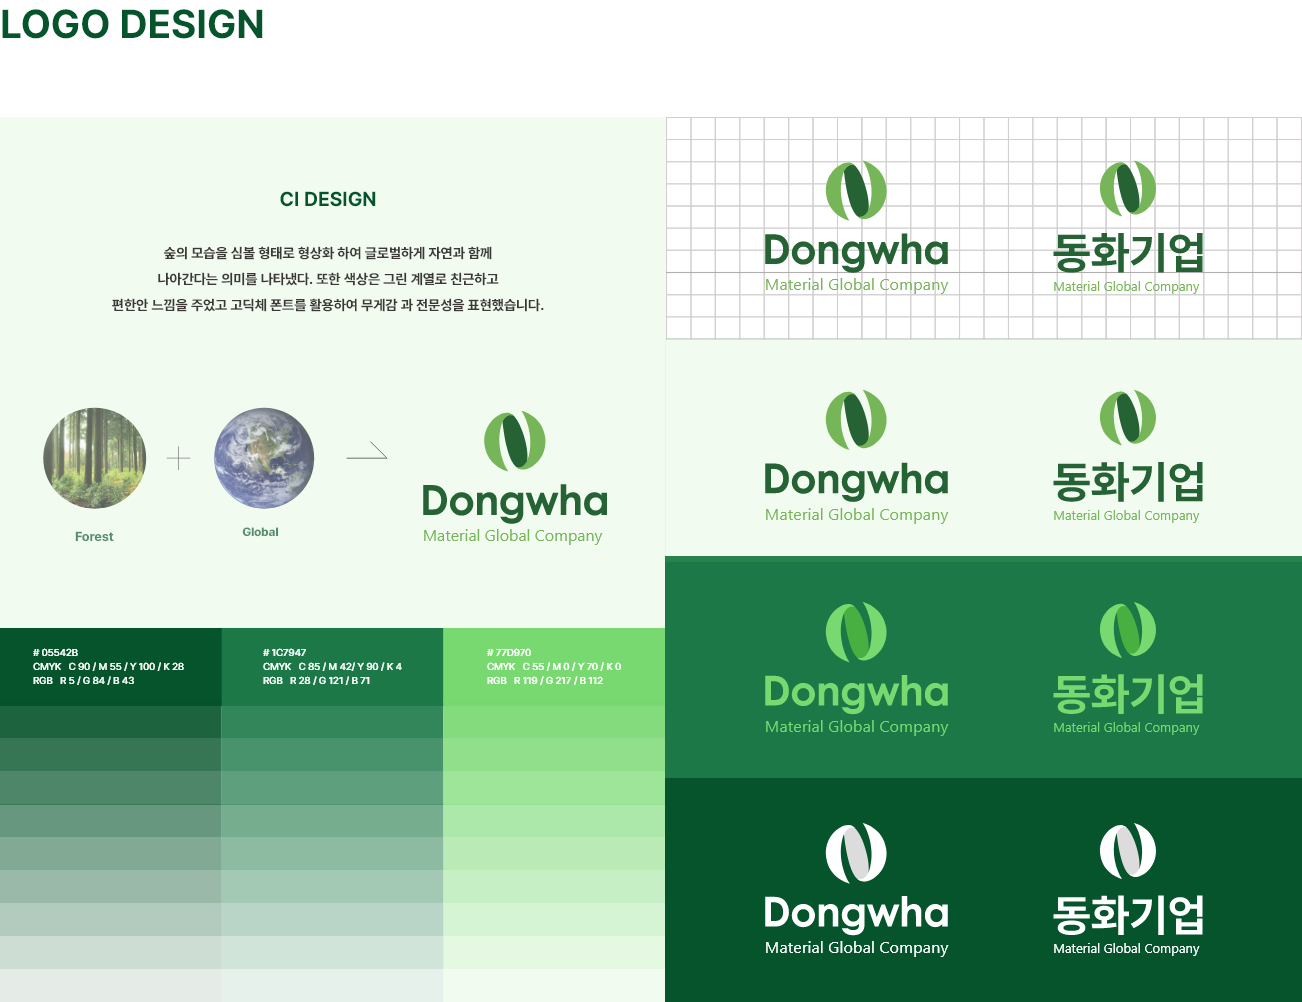 LOGO DESIGN
CI DESIGN
숲의 모습을 심볼 형태로 형상화 하여 글로벌하게 자연과 함께
나아간다는 의미를 나타냈다. 또한 색상은 그린 계열로 친근하고
편한안 느낌을 주었고 고딕체 폰트를 활용하여 무게감 과 전문성을 표현했습니다.
Forest
Global
Dongwha
Material Global Company
# 05542B
CMYK C 90 / M 55 / Y 100 / K 28
RGB R 5 / G 84 / B 43
# 1C7947
CMYK C 85 / M 42/ Y 90 / K 4
RGB R 28 / G 121 / B 71
# 77D970
CMYK C 55 / M 0 / Y 70 / K 0
RGB R 119 / G 217 / B 112
Dongwha
Material Global Company
동화기업
Material Global Company
Dongwha
Material Global Company
동화기업
Material Global Company
Dongwha
Material Global Company
동화기업
Material Global Company
Dongwha
Material Global Company
동화기업
Material Global Company